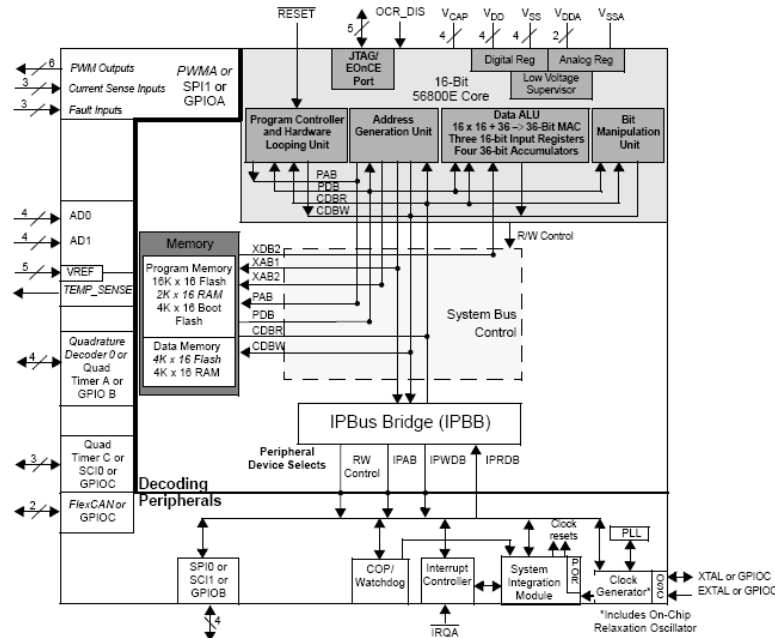 RESET
5
OCR_DIS
VCAP VDD VSS VDDA VSSA
4 4 4 2
JTAG/
EOnCE
Port
Digital Reg
Analog Reg
Low Voltage
Supervisor
16-Bit
56800E Core
6
PWM Outputs
3
Current Sense Inputs
3
Fault Inputs
PWMA or
SPI1 or
GPIOA
Program Controller
and Hardware
Looping Unit
Address
Generation Unit
Data ALU
16 x 16 + 36 --> 36-Bit MAC
Three 16-bit Input Registers
Four 36-bit Accumulators
Bit
Manipulation
Unit
PAB
PDB
CDBR
CDBW
R/W Control
4
AD0
4
AD1
5
VREF
TEMP_SENSE
Memory
Program Memory
16K x 16 Flash
2K x 16 RAM
4K x 16 Boot
Flash
Data Memory
4K x 16 Flash
4K x 16 RAM
XDB2
XAB1
XAB2
PAB
PDB
CDBR
CDBW
System Bus
Control
4
Quadrature
Decoder 0 or
Quad
Timer A or
GPIO B
IPBus Bridge (IPBB)
3
Quad
Timer C or
SCI0 or
GPIOC
2
FlexCAN or
GPIOC
Decoding
Peripherals
Peripheral
Device Selects
RW
Control
IPAB
IPWDB
IPRDB
Clock
resets
PLL
SPI0 or
SCI1 or
GPIOB
4
COP/
Watchdog
Interrupt
Controller
IRQA
System
Integration
Module
POR
Clock
Generator*
OSC
XTAL or GPIOC
EXTAL or GPIOC
*Includes On-Chip
Relaxation Oscillator